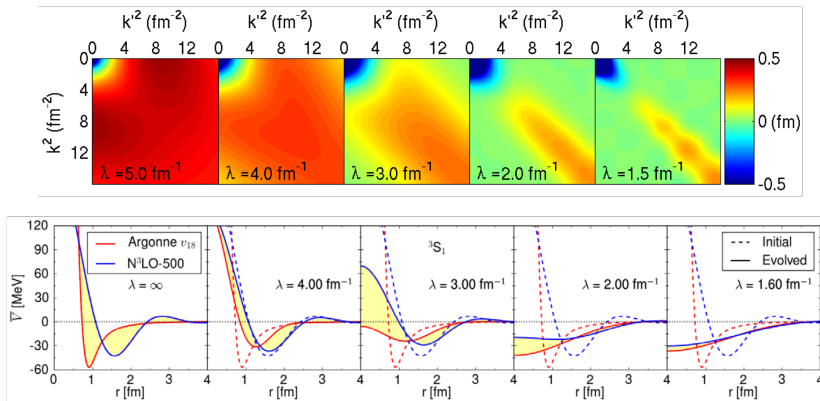 k'² (fm⁻²) k'² (fm⁻²) k'² (fm⁻²) k'² (fm⁻²)
0 4 8 12 0 4 8 12 0 4 8 12 0 4 8 12 0 4 8 12
k² (fm⁻²)
0
4
8
12
λ = 5.0 fm⁻¹ λ = 4.0 fm⁻¹ λ = 3.0 fm⁻¹ λ = 2.0 fm⁻¹ λ = 1.5 fm⁻¹
0.5
0 (fm)
-0.5
V̅ [MeV]
120
90
60
30
0
-30
-60
Argonne v₁₈
N³LO-500
λ = ∞
λ = 4.00 fm⁻¹
³S₁
λ = 3.00 fm⁻¹
λ = 2.00 fm⁻¹
Initial
Evolved
λ = 1.60 fm⁻¹
0 1 2 3 4 1 2 3 4 1 2 3 4 1 2 3 4 1 2 3 4
r [fm] r [fm] r [fm] r [fm] r [fm]